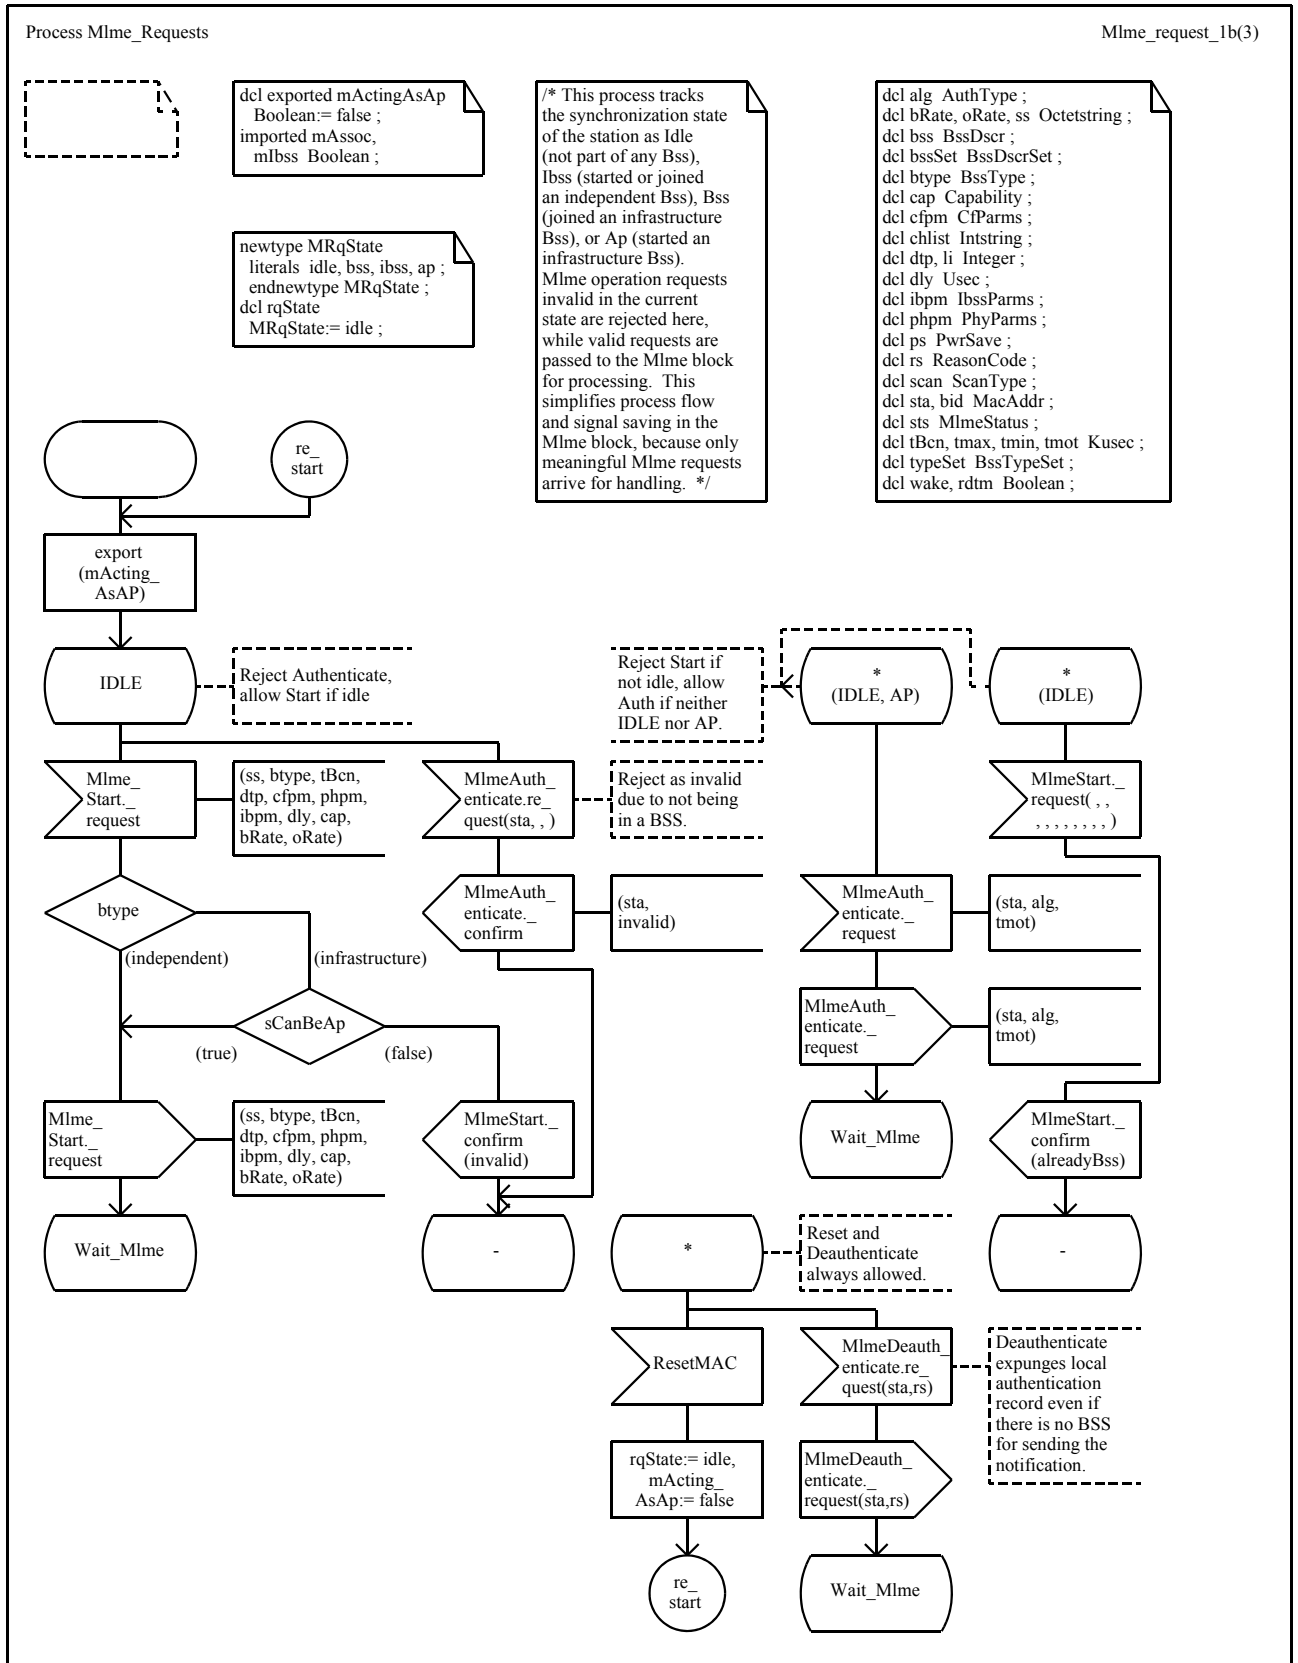 Process Mlme_Requests
Mlme_request_1b(3)
dcl exported mActingAsAp
Boolean:= false ;
imported mAssoc,
mIbss Boolean ;
newtype MRqState
literals idle, bss, ibss, ap ;
endnewtype MRqState ;
dcl rqState
MRqState:= idle ;
/* This process tracks
the synchronization state
of the station as Idle
(not part of any Bss),
Ibss (started or joined
an independent Bss), Bss
(joined an infrastructure
Bss), or Ap (started an
infrastructure Bss).
Mlme operation requests
invalid in the current
state are rejected here,
while valid requests are
passed to the Mlme block
for processing. This
simplifies process flow
and signal saving in the
Mlme block, because only
meaningful Mlme requests
arrive for handling. */
dcl alg AuthType ;
dcl bRate, oRate, ss Octetstring ;
dcl bss BssDscr ;
dcl bssSet BssDscrSet ;
dcl btype BssType ;
dcl cap Capability ;
dcl cfpm CfParms ;
dcl chlist Intstring ;
dcl dtp, li Integer ;
dcl dly Usec ;
dcl ibpm IbssParms ;
dcl phpm PhyParms ;
dcl ps PwrSave ;
dcl rs ReasonCode ;
dcl scan ScanType ;
dcl sta, bid MacAddr ;
dcl sts MlmeStatus ;
dcl tBcn, tmax, tmin, tmot Kusec ;
dcl typeSet BssTypeSet ;
dcl wake, rdtm Boolean ;
re_
start
export
(mActing_
AsAP)
IDLE
Reject Authenticate,
allow Start if idle
Reject Start if
not idle, allow
Auth if neither
IDLE nor AP.
*
(IDLE, AP)
*
(IDLE)
Mlme_
Start._
request
(ss, btype, tBcn,
dtp, cfpm, phpm,
ibpm, dly, cap,
bRate, oRate)
MlmeAuth_
enticate.re_
quest(sta, , )
Reject as invalid
due to not being
in a BSS.
MlmeStart._
request( , ,
, , , , , , , , )
btype
(independent)
(infrastructure)
MlmeAuth_
enticate._
confirm
(sta,
invalid)
MlmeAuth_
enticate._
request
(sta, alg,
tmot)
sCanBeAp
(true)
(false)
MlmeAuth_
enticate._
request
(sta, alg,
tmot)
Mlme_
Start._
request
(ss, btype, tBcn,
dtp, cfpm, phpm,
ibpm, dly, cap,
bRate, oRate)
MlmeStart._
confirm
(invalid)
Wait_Mlme
MlmeStart._
confirm
(alreadyBss)
Wait_Mlme
-
*
Reset and
Deauthenticate
always allowed.
-
ResetMAC
MlmeDeauth_
enticate.re_
quest(sta,rs)
Deauthenticate
expunges local
authentication
record even if
there is no BSS
for sending the
notification.
rqState:= idle,
mActing_
AsAp:= false
MlmeDeauth_
enticate._
request(sta,rs)
re_
start
Wait_Mlme